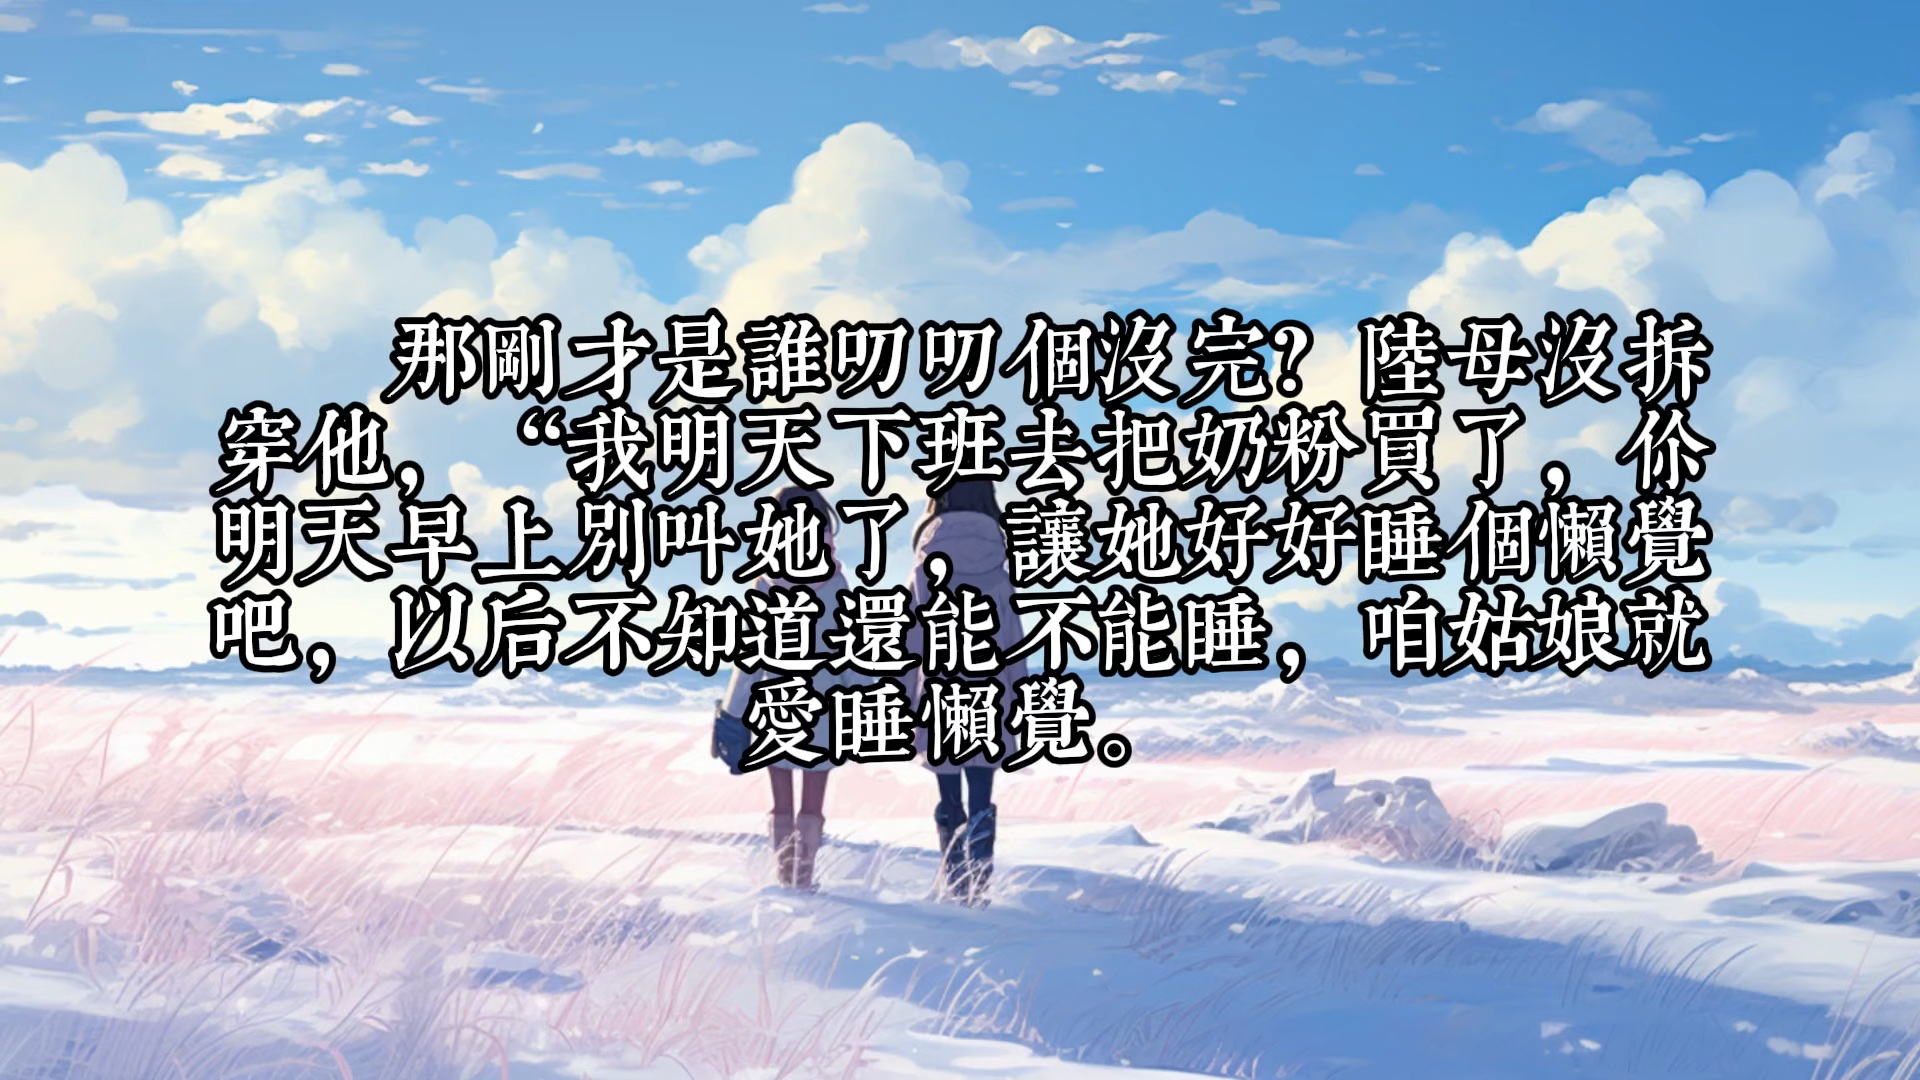 那剛才是誰叨叨個沒完？陸母沒拆
穿他，“我明天下班去把奶粉買了，你
明天早上別叫她了，讓她好好睡個懶覺
吧，以后不知道還能不能睡，咱姑娘就
愛睡懶覺。